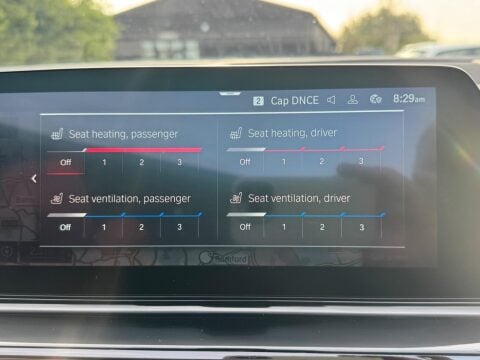 2 Cap DNCE 8:29am
Seat heating, passenger
Off 1 2 3
Seat heating, driver
Off 1 2 3
Seat ventilation, passenger
Off 1 2 3
Seat ventilation, driver
Off 1 2 3
Romford